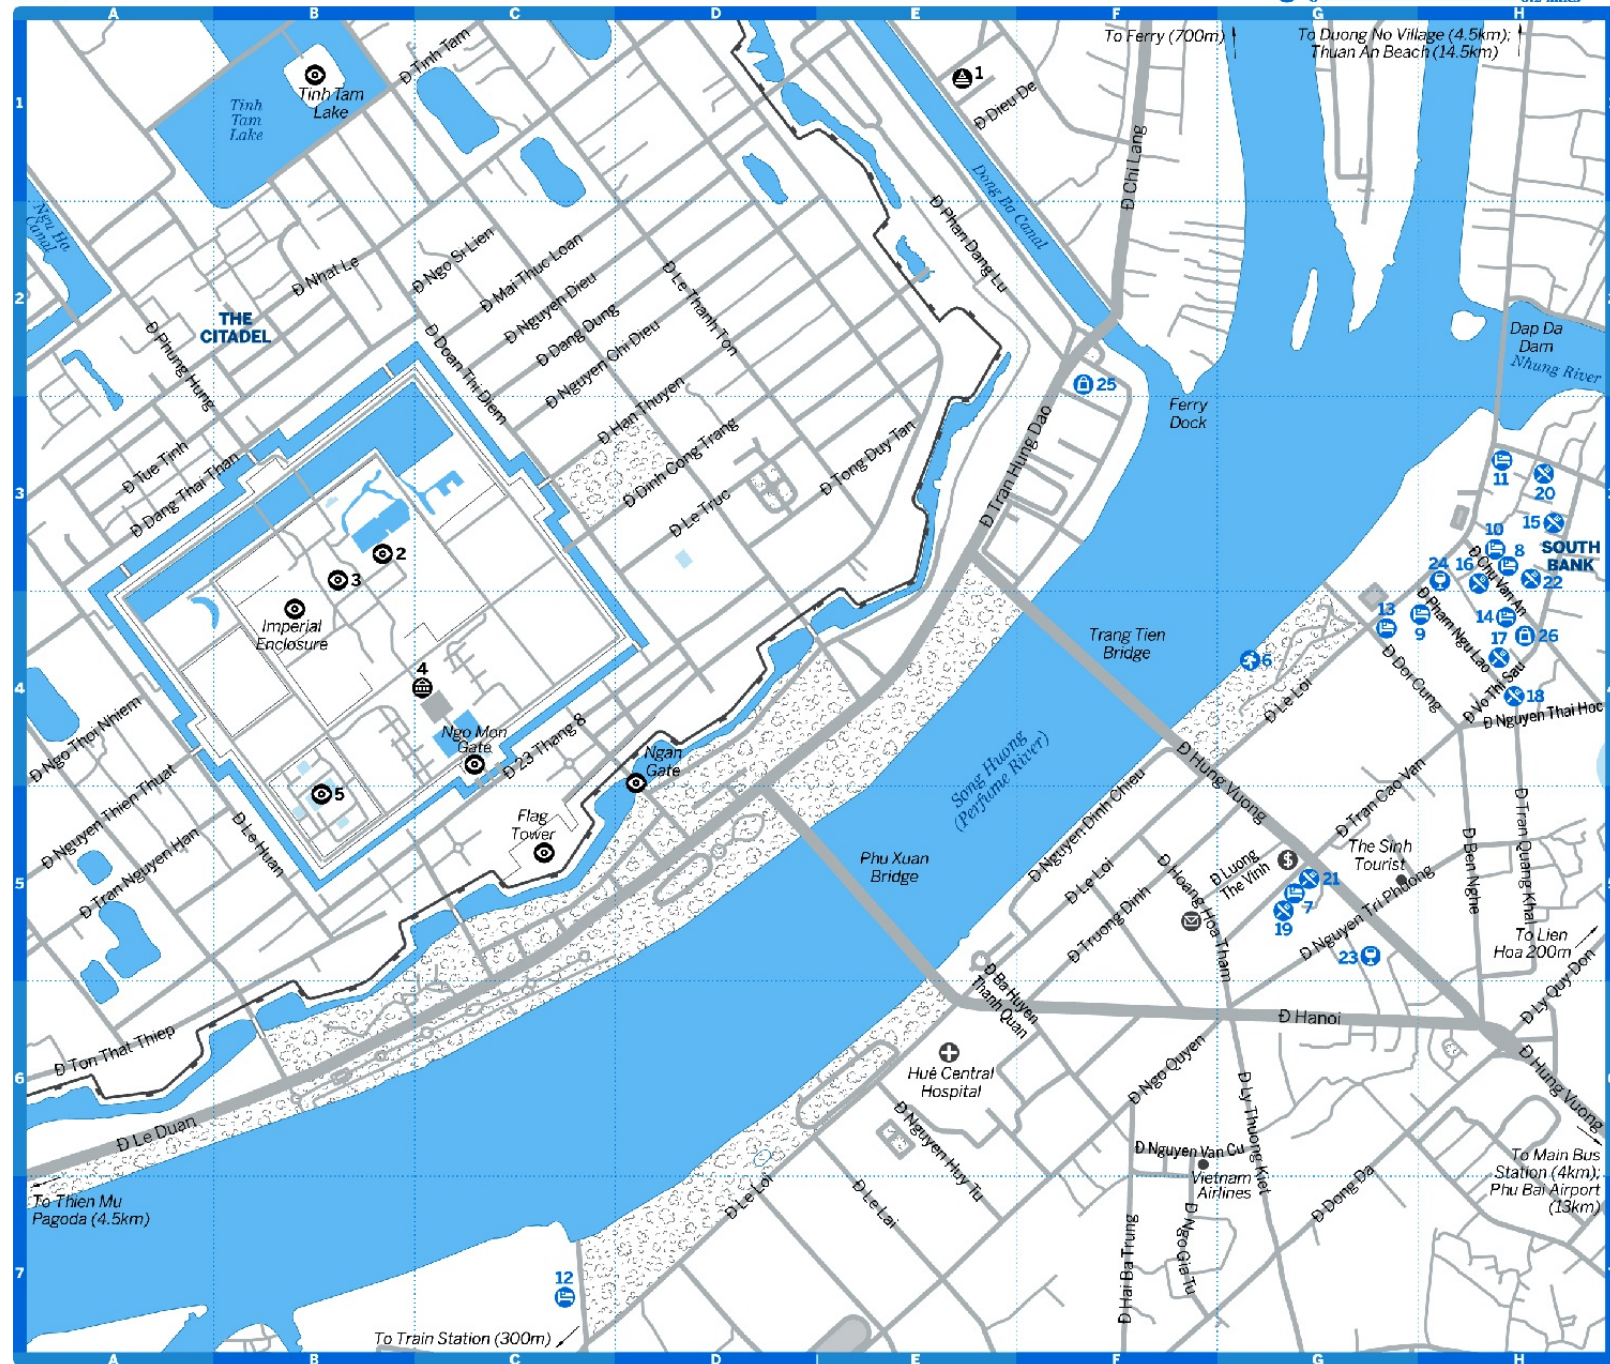 B
C
D
E
F
G
H
To Ferry (700m)
To Duong No Village (4.5km);
Thuan An Beach (14.5km)
1
Tinh Tam
Lake
Tinh
Tam
Lake
Đ Tinh Tam
1
Đ Dieu De
Đ Chi Lang
Dong Ba Canal
Ngu Ha
Canal
Đ Phan Dang Lu
2
THE
CITADEL
Đ Nhat Le
Đ Phung Hung
Đ Ngo Si Lien
Đ Mai Thuc Loan
Đ Nguyen Dieu
Đ Dang Dung
Đ Nguyen Chi Dieu
Đ Le Thanh Ton
Đ Doan Thi Diem
Đ Han Thuyen
Dap Da
Dam
Nhung River
25
Ferry
Dock
3
Đ Tue Tinh
Đ Dang Thai Than
Đ Dinh Cong Trang
Đ Le Truc
Đ Tong Duy Tan
Đ Tran Hung Dao
11
20
15
10
8
SOUTH
BANK
24
16
22
Đ Chu Van An
2
3
Imperial
Enclosure
13
9
14
17
26
Đ Pham Ngu Lao
Trang Tien
Bridge
6
4
4
Đ Doi Cung
Đ Vo Thi Sau
18
Đ Nguyen Thai Hoc
Đ Le Loi
Đ Ngo Thoi Nhiem
Ngo Mon
Gate
Đ 23 Thang 8
Ngan
Gate
Song Huong
(Perfume River)
Đ Hung Vuong
Đ Nguyen Thien Thuat
5
Đ Le Huan
Flag
Tower
Đ Nguyen Dinh Chieu
Đ Tran Cao Van
Đ Tran Quang Khai
Đ Ben Nghe
5
Đ Tran Nguyen Han
Phu Xuan
Bridge
Đ Le Loi
Đ Hoang Hoa Tham
Đ Luong
The Vinh
The Sinh
Tourist
21
7
19
Đ Truong Dinh
Đ Nguyen Tri Phuong
23
To Lien
Hoa 200m
Đ Ly Quy Don
Đ Ba Huyen
Thanh Quan
Đ Hanoi
Đ Ton That Thiep
6
Đ Le Duan
Huê Central
Hospital
Đ Ngo Quyen
Đ Ly Thuong Kiet
Đ Hung Vuong
Đ Nguyen Huy Tu
Đ Nguyen Van Cu
Vietnam
Airlines
To Main Bus
Station (4km);
Phu Bai Airport
(13km)
To Thien Mu
Pagoda (4.5km)
Đ Le Loi
Đ Le Lai
Đ Dong Da
Đ Hai Ba Trung
Đ Ngo Gia Tu
7
12
To Train Station (300m)
A
B
C
D
E
F
G
H